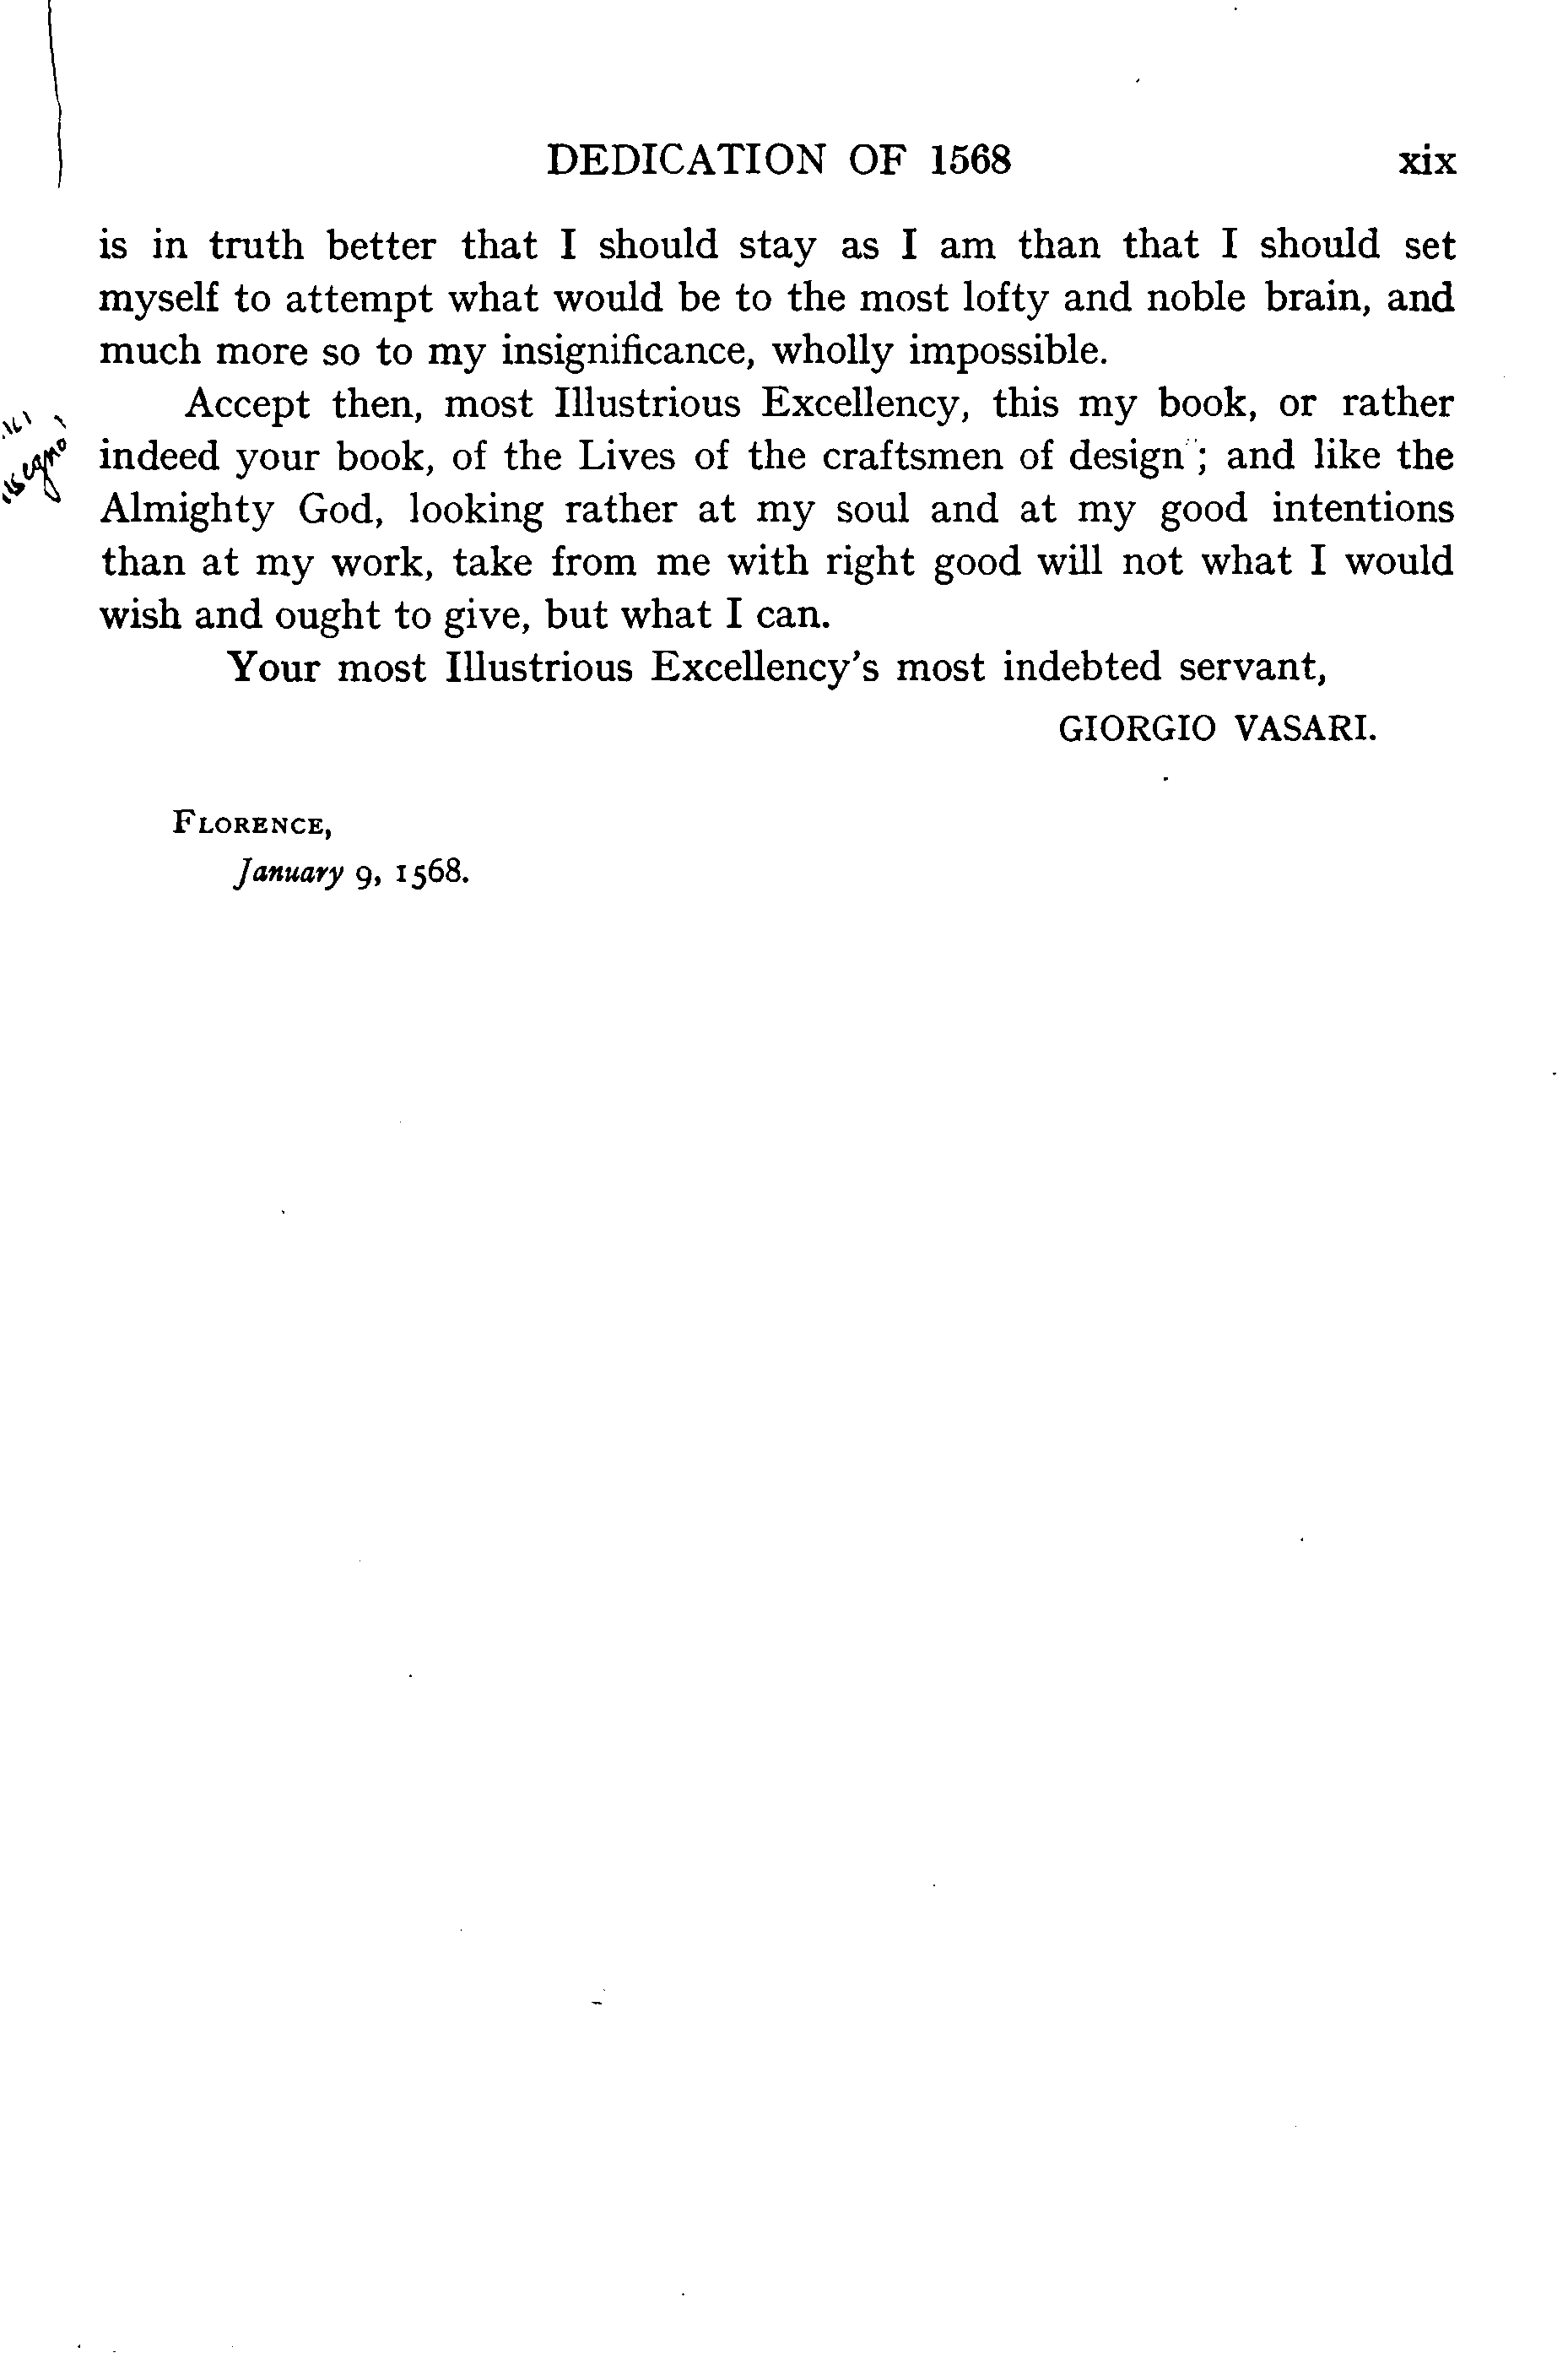 DEDICATION OF 1568 xix
is in truth better that I should stay as I am than that I should set
myself to attempt what would be to the most lofty and noble brain, and
much more so to my insignificance, wholly impossible.
Accept then, most Illustrious Excellency, this my book, or rather
indeed your book, of the Lives of the craftsmen of design; and like the
Almighty God, looking rather at my soul and at my good intentions
than at my work, take from me with right good will not what I would
wish and ought to give, but what I can.
Your most Illustrious Excellency's most indebted servant,
GIORGIO VASARI.
FLORENCE,
January 9, 1568.